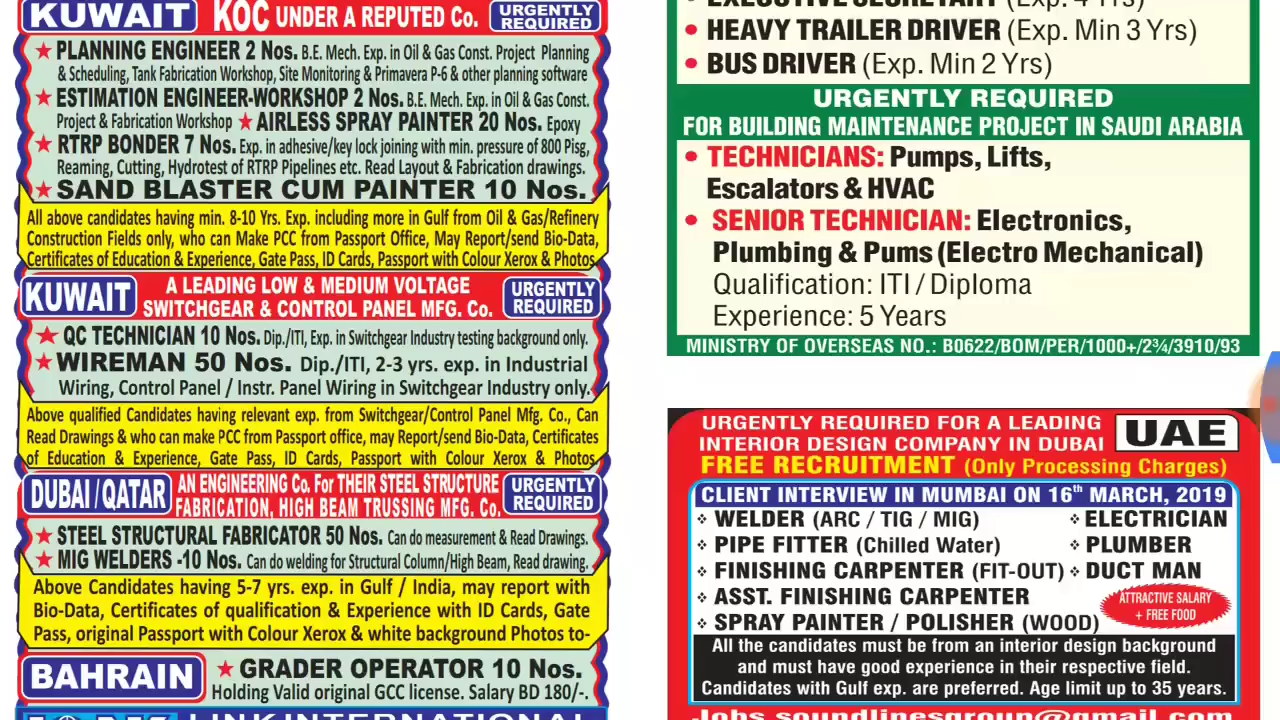 KUWAIT KOC UNDER A REPUTED Co. URGENTLY REQUIRED
★ PLANNING ENGINEER 2 Nos. B.E. Mech. Exp. in Oil & Gas Const. Project Planning
& Scheduling, Tank Fabrication Workshop, Site Monitoring & Primavera P-6 & other planning software
★ ESTIMATION ENGINEER-WORKSHOP 2 Nos. B.E. Mech. Exp. in Oil & Gas Const.
Project & Fabrication Workshop ★ AIRLESS SPRAY PAINTER 20 Nos. Epoxy
★ RTRP BONDER 7 Nos. Exp. in adhesive/key lock joining with min. pressure of 800 Pisg,
Reaming, Cutting, Hydrotest of RTRP Pipelines etc. Read Layout & Fabrication drawings.
★ SAND BLASTER CUM PAINTER 10 Nos.
All above candidates having min. 8-10 Yrs. Exp. including more in Gulf from Oil & Gas/Refinery
Construction Fields only, who can Make PCC from Passport Office, May Report/send Bio-Data,
Certificates of Education & Experience, Gate Pass, ID Cards, Passport with Colour Xerox & Photos
KUWAIT A LEADING LOW & MEDIUM VOLTAGE
SWITCHGEAR & CONTROL PANEL MFG. Co. URGENTLY REQUIRED
★ QC TECHNICIAN 10 Nos. Dip./ITI, Exp. in Switchgear Industry testing background only.
★ WIREMAN 50 Nos. Dip./ITI, 2-3 yrs. exp. in Industrial
Wiring, Control Panel / Instr. Panel Wiring in Switchgear Industry only.
Above qualified Candidates having relevant exp. from Switchgear/Control Panel Mfg. Co., Can
Read Drawings & who can make PCC from Passport office, may Report/send Bio-Data, Certificates
of Education & Experience, Gate Pass, ID Cards, Passport with Colour Xerox & Photos
DUBAI/QATAR AN ENGINEERING Co. For THEIR STEEL STRUCTURE
FABRICATION, HIGH BEAM TRUSSING MFG. Co. URGENTLY REQUIRED
★ STEEL STRUCTURAL FABRICATOR 50 Nos. Can do measurement & Read Drawings.
★ MIG WELDERS -10 Nos. Can do welding for Structural Column/High Beam, Read drawing.
Above Candidates having 5-7 yrs. exp. in Gulf / India, may report with
Bio-Data, Certificates of qualification & Experience with ID Cards, Gate
Pass, original Passport with Colour Xerox & white background Photos to-
BAHRAIN ★ GRADER OPERATOR 10 Nos.
Holding Valid original GCC license. Salary BD 180/-.
LINK INTERNATIONAL
EXECUTIVE SECRETARY (Exp. 4 Yrs)
• HEAVY TRAILER DRIVER (Exp. Min 3 Yrs)
• BUS DRIVER (Exp. Min 2 Yrs)
URGENTLY REQUIRED
FOR BUILDING MAINTENANCE PROJECT IN SAUDI ARABIA
• TECHNICIANS: Pumps, Lifts,
Escalators & HVAC
• SENIOR TECHNICIAN: Electronics,
Plumbing & Pums (Electro Mechanical)
Qualification: ITI / Diploma
Experience: 5 Years
MINISTRY OF OVERSEAS NO.: B0622/BOM/PER/1000+/2¾/3910/93
URGENTLY REQUIRED FOR A LEADING
INTERIOR DESIGN COMPANY IN DUBAI UAE
FREE RECRUITMENT (Only Processing Charges)
CLIENT INTERVIEW IN MUMBAI ON 16th MARCH, 2019
❖ WELDER (ARC / TIG / MIG) ❖ ELECTRICIAN
❖ PIPE FITTER (Chilled Water) ❖ PLUMBER
❖ FINISHING CARPENTER (FIT-OUT) ❖ DUCT MAN
❖ ASST. FINISHING CARPENTER
❖ SPRAY PAINTER / POLISHER (WOOD)
ATTRACTIVE SALARY
+ FREE FOOD
All the candidates must be from an interior design background
and must have good experience in their respective field.
Candidates with Gulf exp. are preferred. Age limit up to 35 years.
Jobs.soundlinesgroup@gmail.com